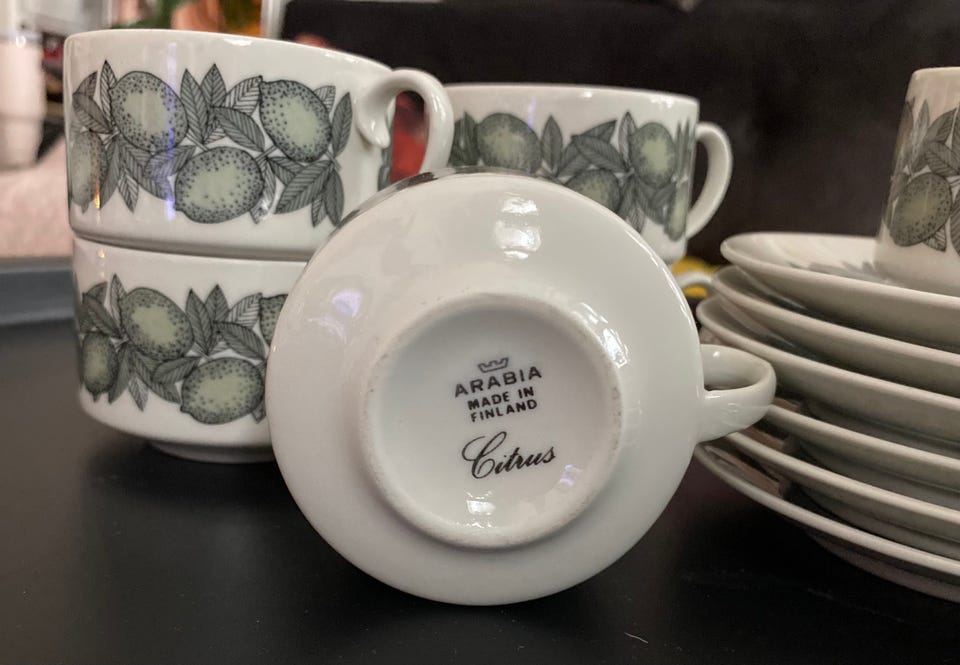 ARABIA
MADE IN
FINLAND
Citrus